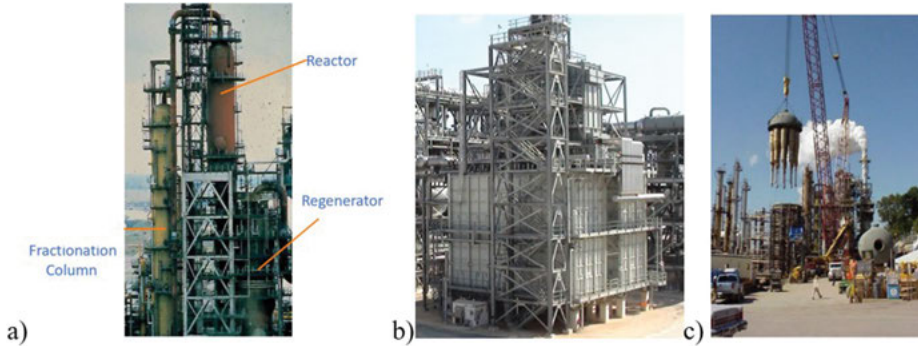 Reactor
Regenerator
Fractionation
Column
a)
b)
c)